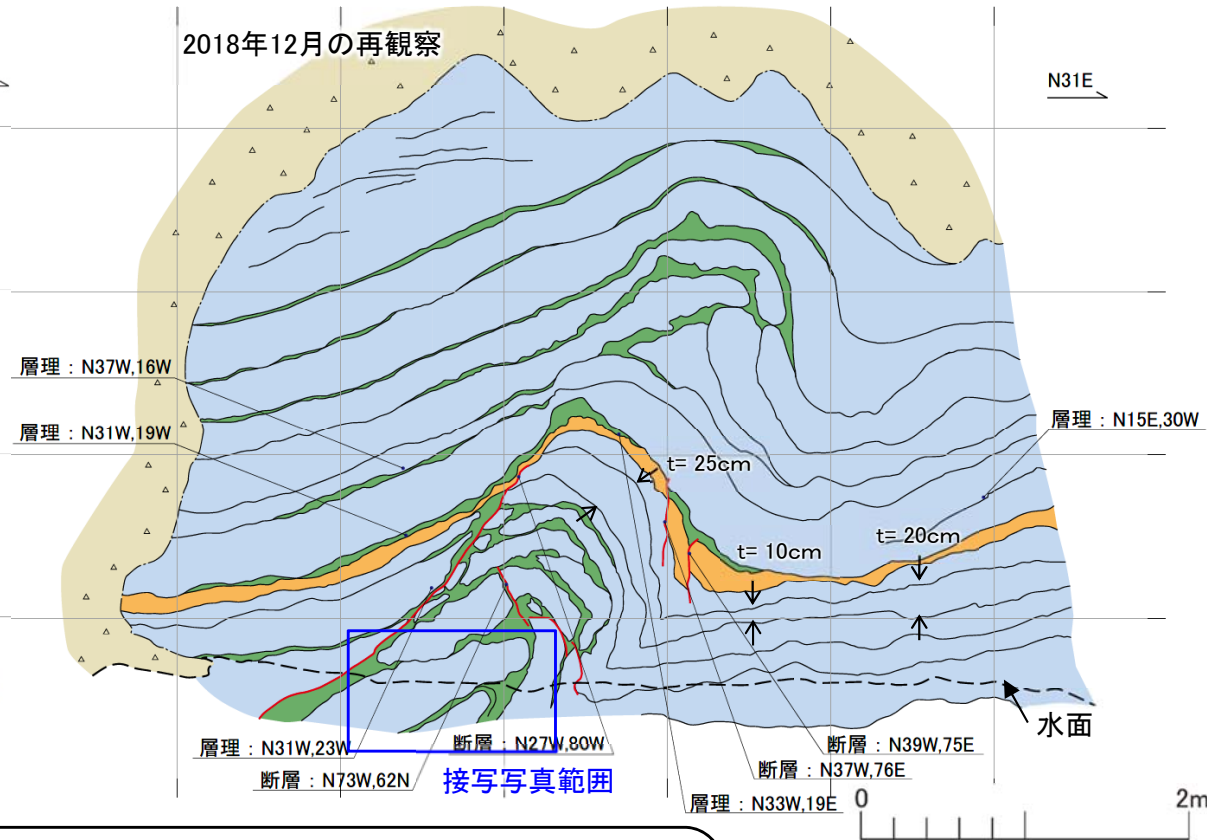 2018年12月の再観察
N31E
層理：N37W,16W
層理：N31W,19W
層理：N15E,30W
t= 25cm
t= 10cm
t= 20cm
水面
層理：N31W,23W
断層：N27W,80W
断層：N39W,75E
断層：N73W,62N
接写写真範囲
断層：N37W,76E
層理：N33W,19E
0
2m